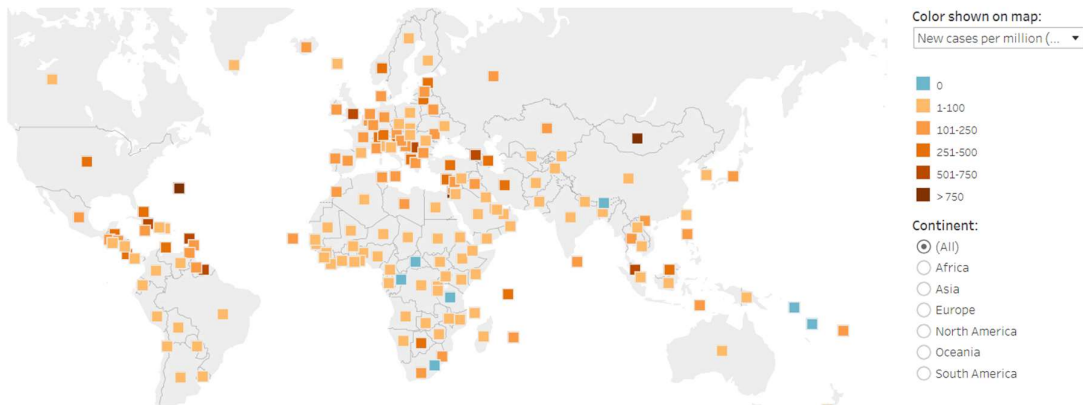 Color shown on map:
New cases per million (...
0
1-100
101-250
251-500
501-750
>750
Continent:
(All)
Africa
Asia
Europe
North America
Oceania
South America